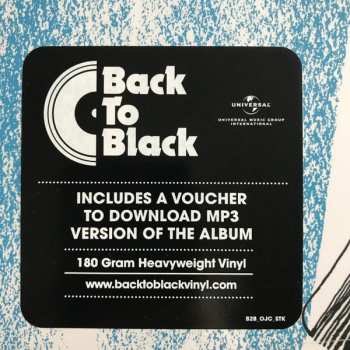 Back
To
Black
UNIVERSAL
UNIVERSAL MUSIC GROUP
INTERNATIONAL
INCLUDES A VOUCHER
TO DOWNLOAD MP3
VERSION OF THE ALBUM
180 Gram Heavyweight Vinyl
www.backtoblackvinyl.com
B2B_OJC_STK